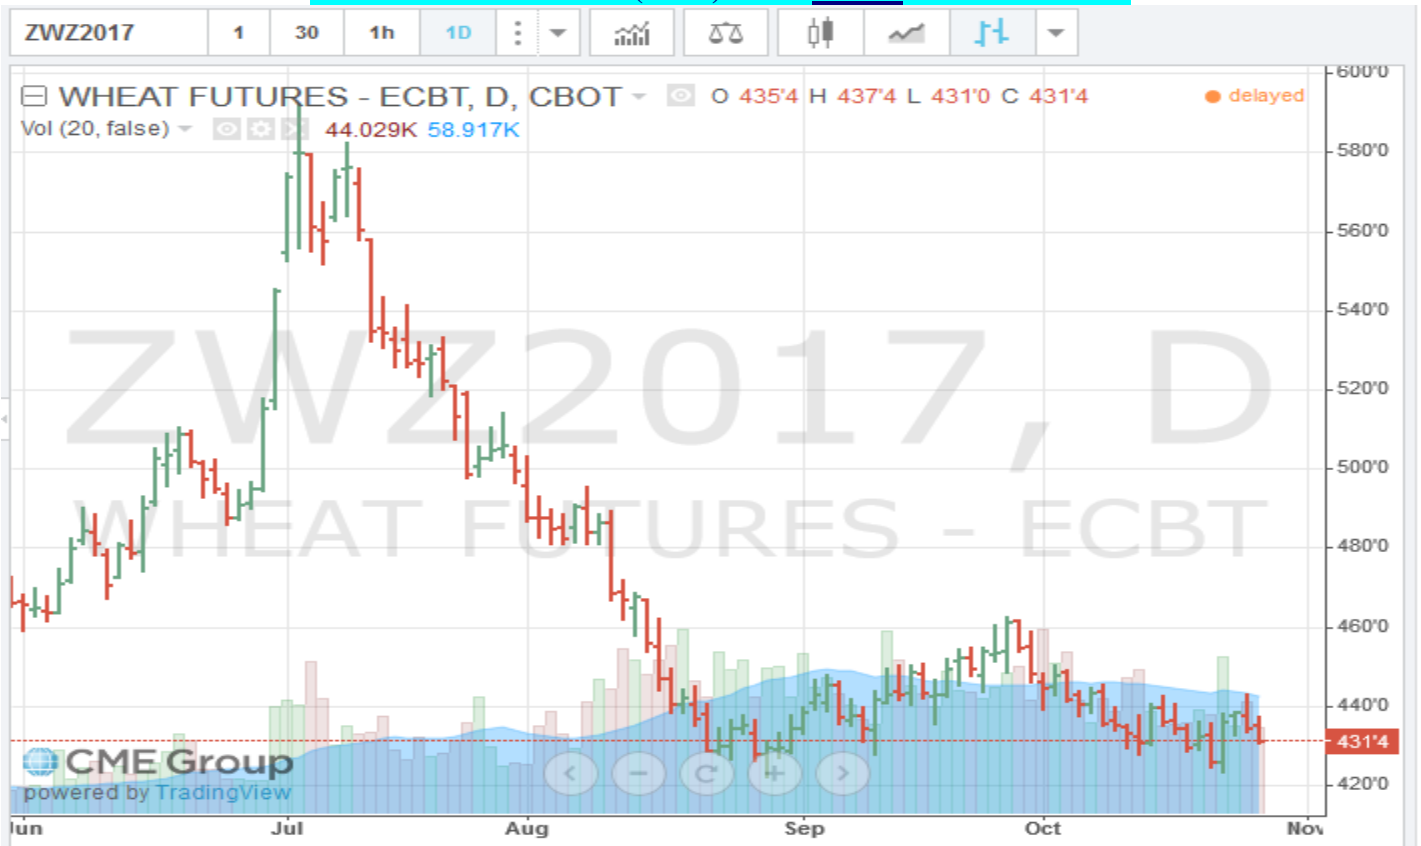 ZWZ2017 1 30 1h 1D
600'0
WHEAT FUTURES - ECBT, D, CBOT O 435'4 H 437'4 L 431'0 C 431'4 delayed
Vol (20, false) 44.029K 58.917K
580'0
560'0
540'0
ZWZ2017, D
520'0
500'0
WHEAT FUTURES - ECBT
480'0
460'0
440'0
431'4
CME Group
420'0
powered by TradingView
Jul Aug Sep Oct